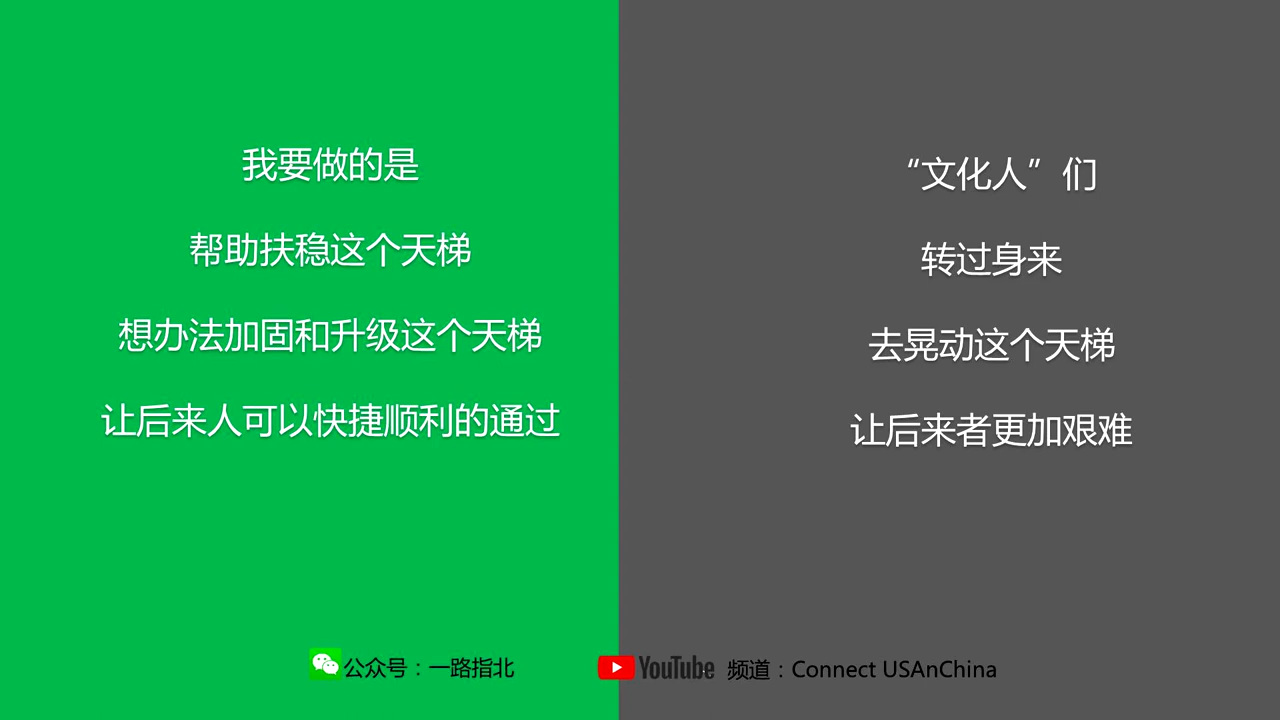 我要做的是
帮助扶稳这个天梯
想办法加固和升级这个天梯
让后来人可以快捷顺利的通过
“文化人”们
转过身来
去晃动这个天梯
让后来者更加艰难
公众号：一路指北
YouTube 频道：Connect USAnChina